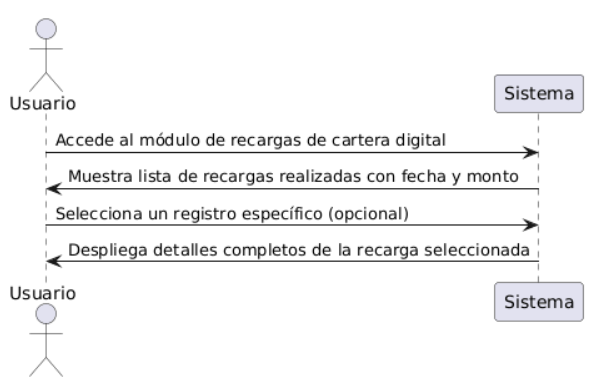 Usuario
Sistema
Accede al módulo de recargas de cartera digital
Muestra lista de recargas realizadas con fecha y monto
Selecciona un registro específico (opcional)
Despliega detalles completos de la recarga seleccionada
Usuario
Sistema